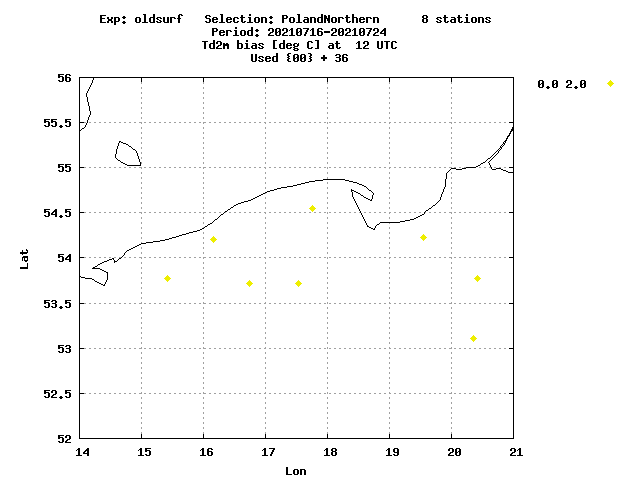 Exp: oldsurf   Selection: PolandNorthern      8 stations
Period: 20210716-20210724
Td2m bias [deg C] at  12 UTC
Used {00} + 36
0.0 2.0
56
55.5
55
54.5
54
53.5
53
52.5
52
Lat
14 15 16 17 18 19 20 21
Lon